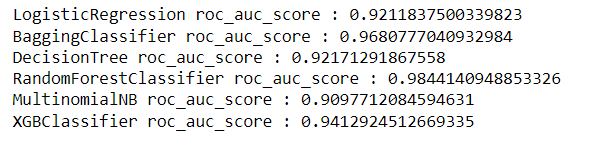 LogisticRegression roc_auc_score : 0.9211837500339823
BaggingClassifier roc_auc_score : 0.9680777040932984
DecisionTree roc_auc_score : 0.92171291867558
RandomForestClassifier roc_auc_score : 0.9844140948853326
MultinomialNB roc_auc_score : 0.9097712084594631
XGBClassifier roc_auc_score : 0.9412924512669335